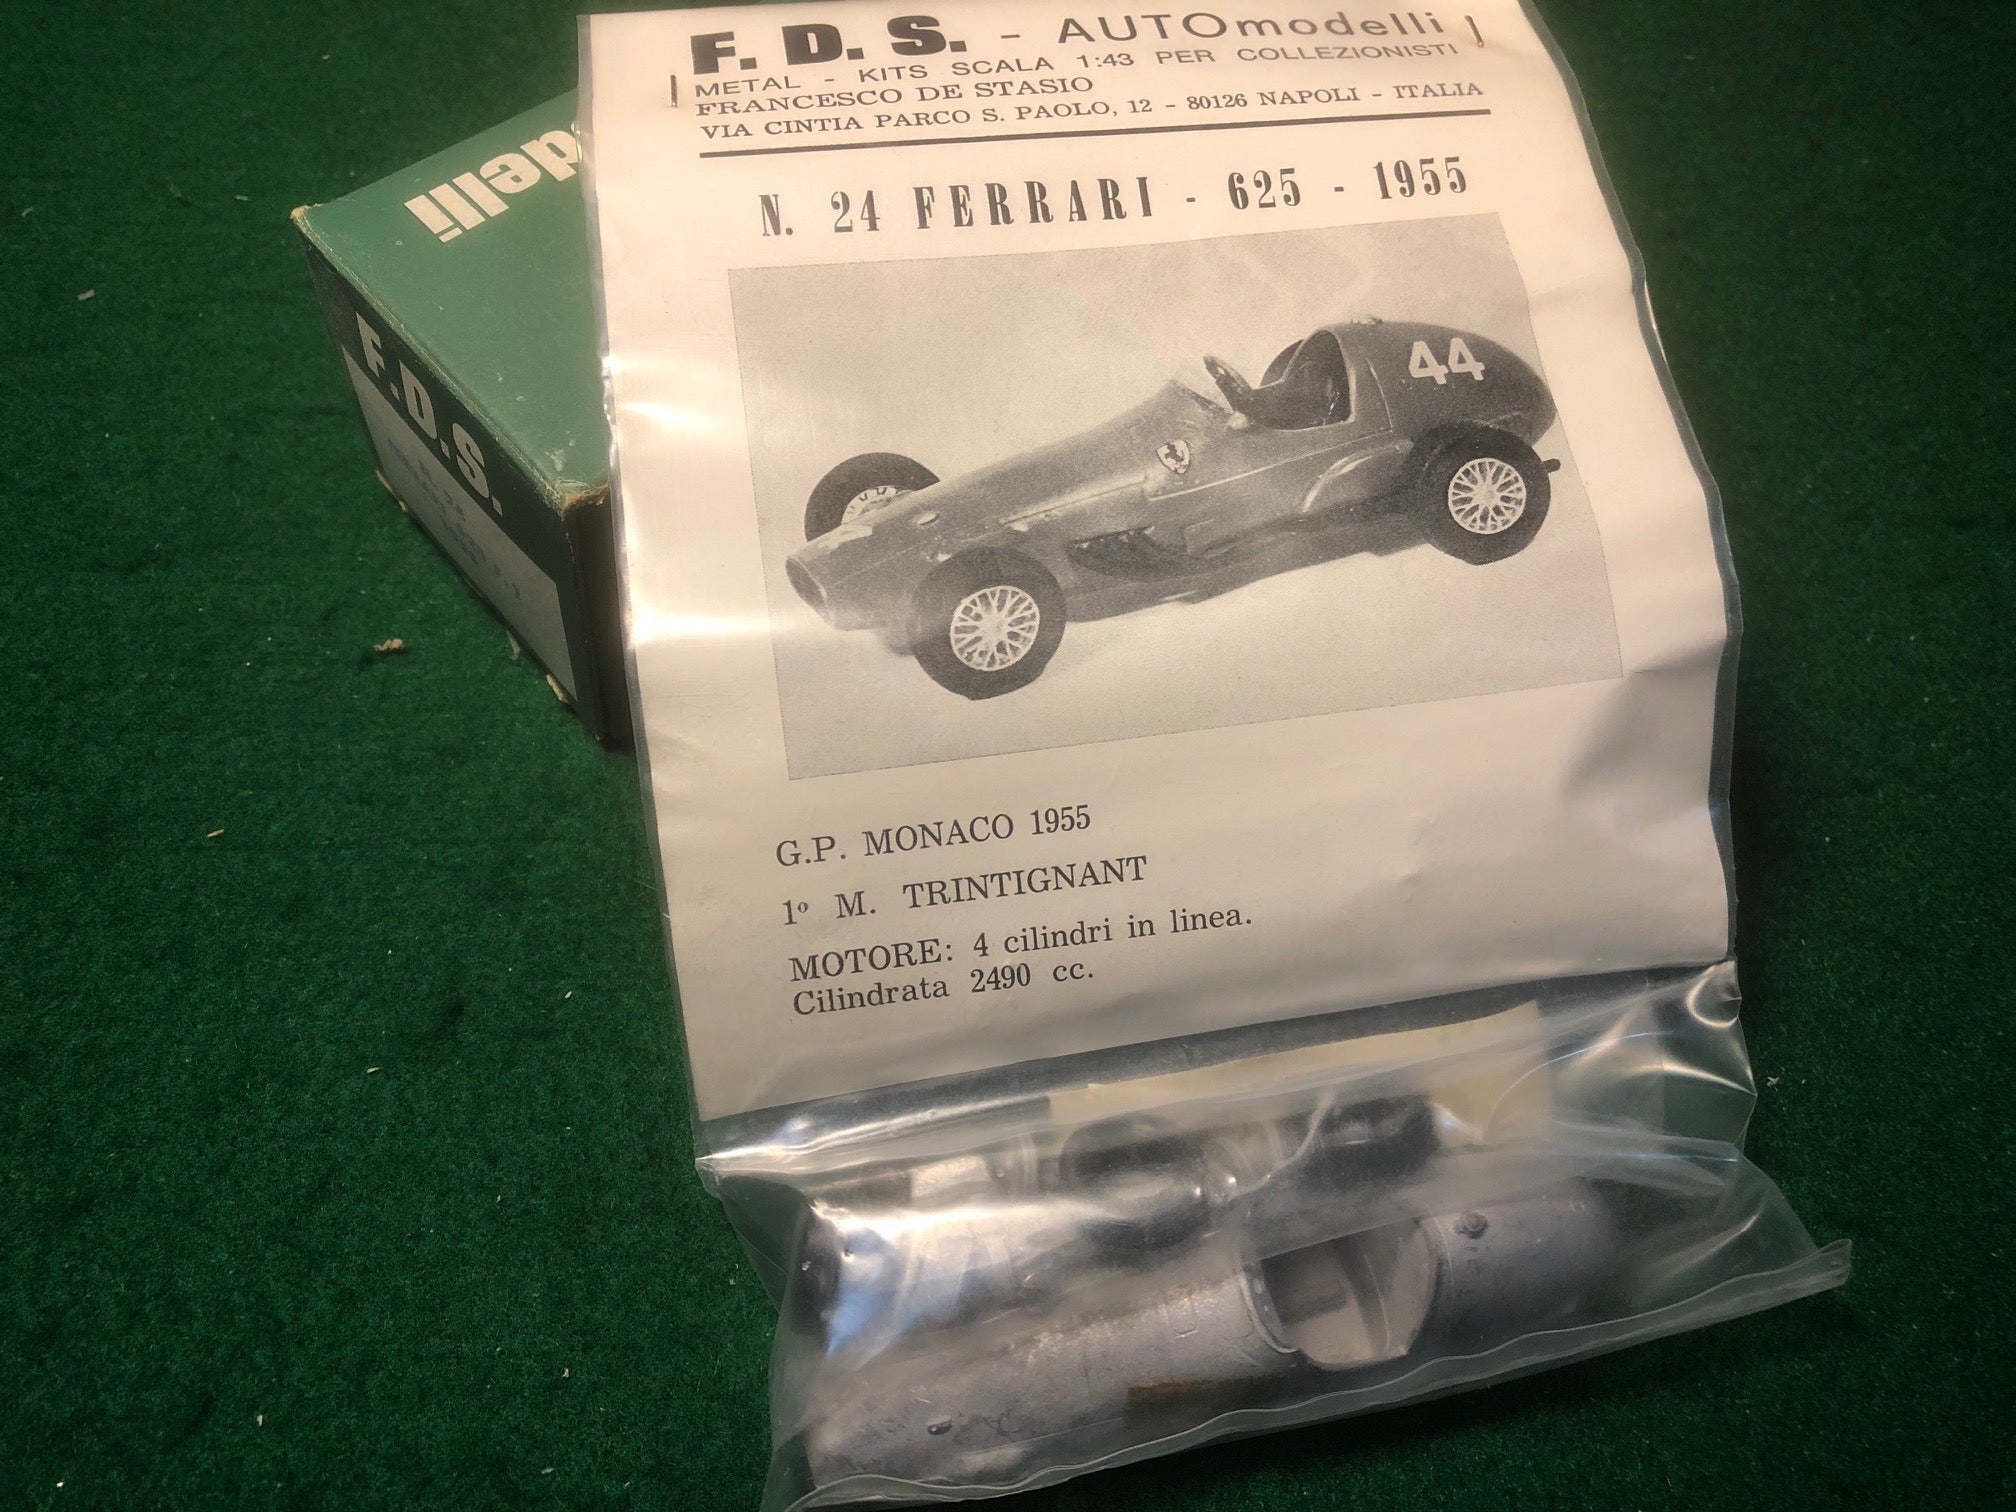 F. D. S. - AUTOmodelli
METAL - KITS SCALA 1:43 PER COLLEZIONISTI
FRANCESCO DE STASIO
VIA CINTIA PARCO S. PAOLO, 12 - 80126 NAPOLI - ITALIA
N. 24 FERRARI - 625 - 1955
44
G.P. MONACO 1955
1º M. TRINTIGNANT
MOTORE: 4 cilindri in linea.
Cilindrata 2490 cc.
delli
F.D.S.